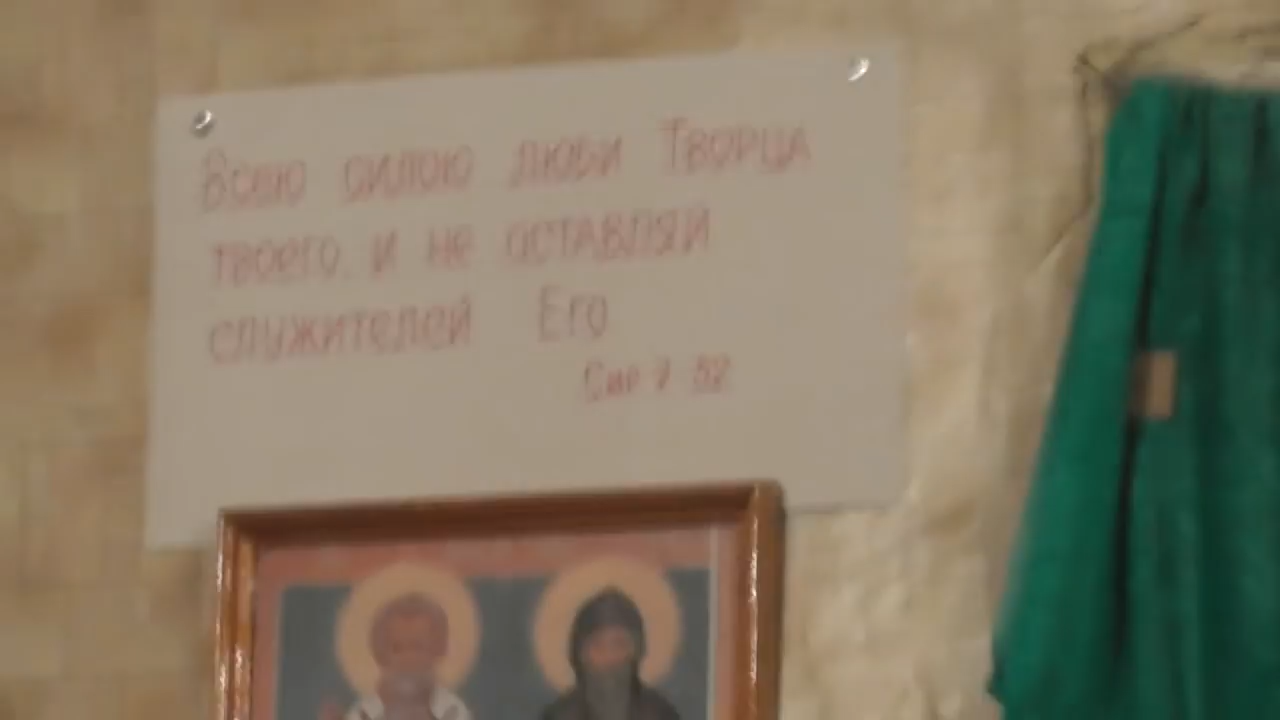 Всею силою люби Творца
твоего и не оставляй
служителей Его
Сир 7 32